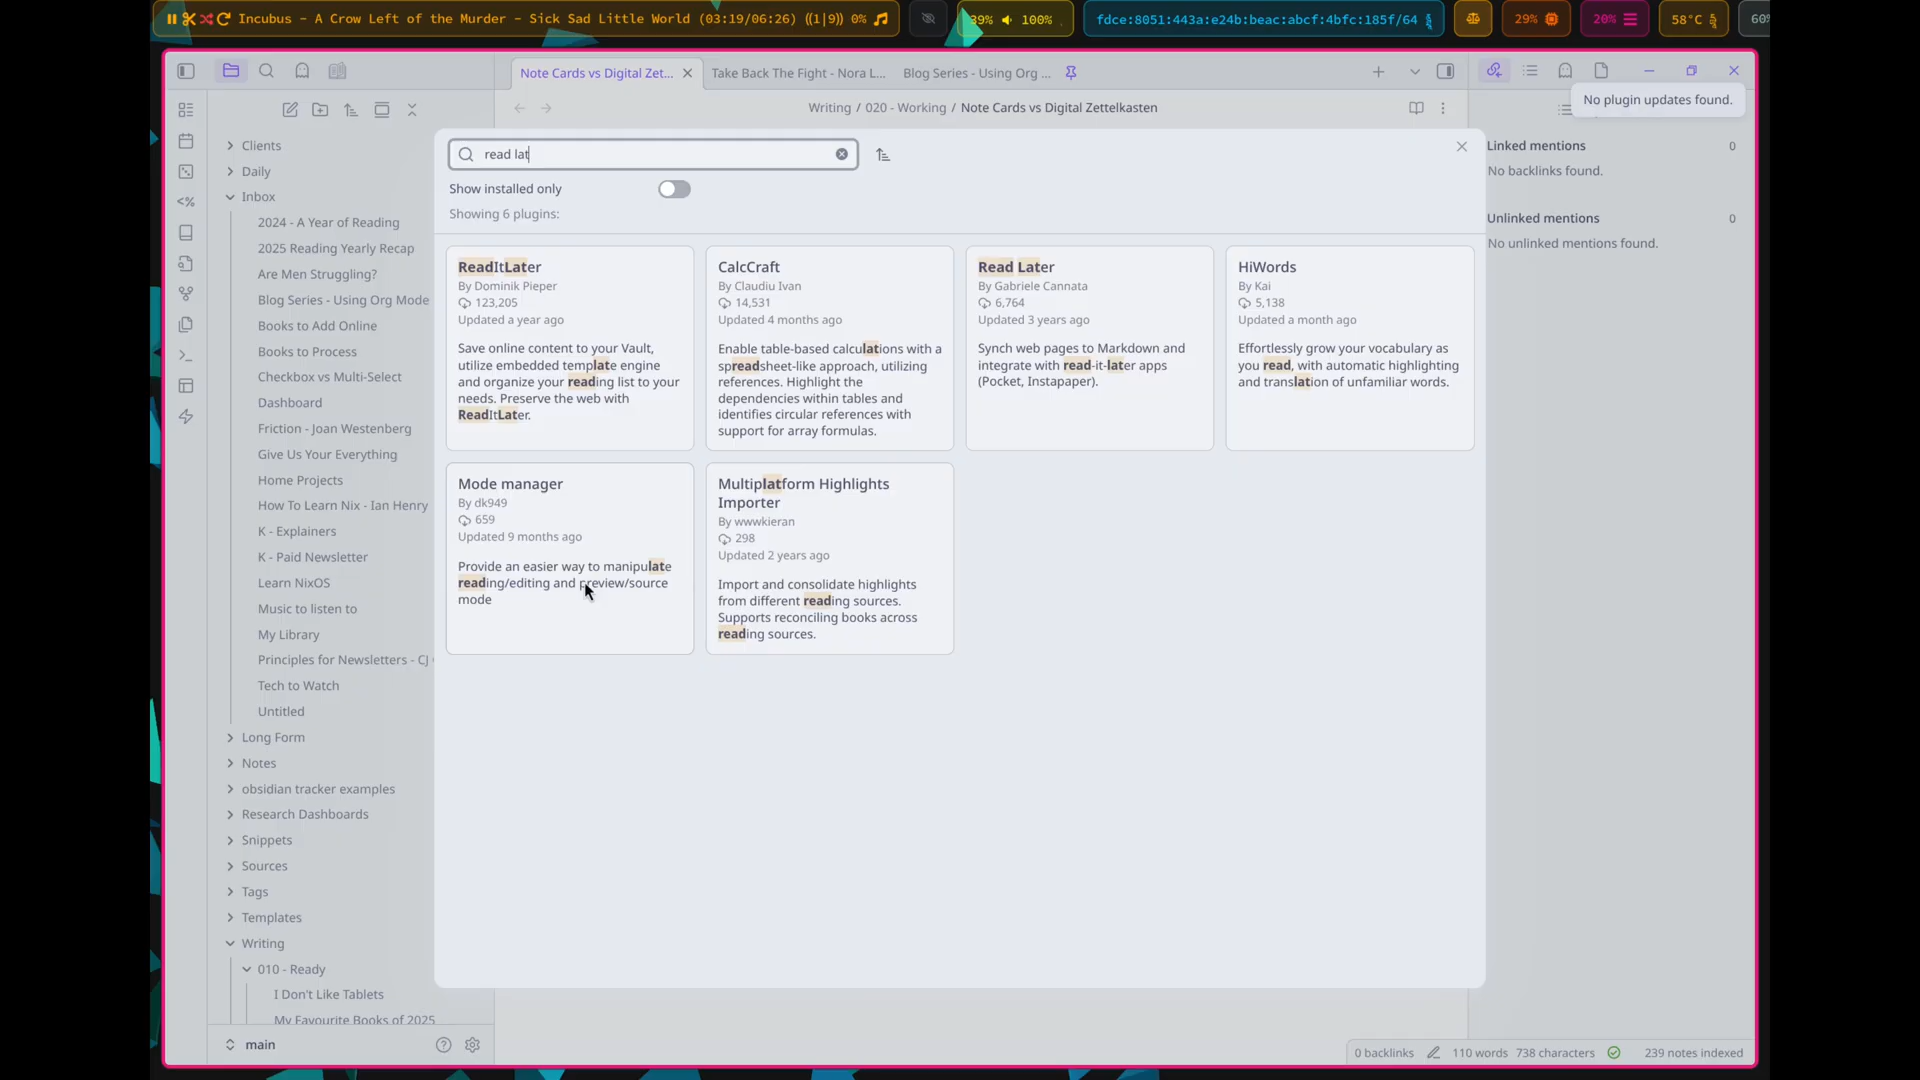 Incubus - A Crow Left of the Murder - Sick Sad Little World (03:19/06:26) ((1|9) 0%
39% 100%
fdce:8051:443a:e24b:beac:abcf:4bfc:185f/64
29%
20%
58°C
60%
Note Cards vs Digital Zet...
Take Back The Fight - Nora L...
Blog Series - Using Org ...
Writing / 020 - Working / Note Cards vs Digital Zettelkasten
No plugin updates found.
Clients
Daily
Inbox
2024 - A Year of Reading
2025 Reading Yearly Recap
Are Men Struggling?
Blog Series - Using Org Mode
Books to Add Online
Books to Process
Checkbox vs Multi-Select
Dashboard
Friction - Joan Westenberg
Give Us Your Everything
Home Projects
How To Learn Nix - Ian Henry
K - Explainers
K - Paid Newsletter
Learn NixOS
Music to listen to
My Library
Principles for Newsletters - CJ
Tech to Watch
Untitled
Long Form
Notes
obsidian tracker examples
Research Dashboards
Snippets
Sources
Tags
Templates
Writing
010 - Ready
I Don't Like Tablets
My Favourite Books of 2025
main
read lat
Show installed only
Showing 6 plugins:
ReadItLater
By Dominik Pieper
123,205
Updated a year ago
Save online content to your Vault,
utilize embedded template engine
and organize your reading list to your
needs. Preserve the web with
ReadItLater.
CalcCraft
By Claudiu Ivan
14,531
Updated 4 months ago
Enable table-based calculations with a
spreadsheet-like approach, utilizing
references. Highlight the
dependencies within tables and
identifies circular references with
support for array formulas.
Read Later
By Gabriele Cannata
6,764
Updated 3 years ago
Synch web pages to Markdown and
integrate with read-it-later apps
(Pocket, Instapaper).
HiWords
By Kai
5,138
Updated a month ago
Effortlessly grow your vocabulary as
you read, with automatic highlighting
and translation of unfamiliar words.
Mode manager
By dk949
659
Updated 9 months ago
Provide an easier way to manipulate
reading/editing and preview/source
mode
Multiplatform Highlights
Importer
By wwwkieran
298
Updated 2 years ago
Import and consolidate highlights
from different reading sources.
Supports reconciling books across
reading sources.
Linked mentions 0
No backlinks found.
Unlinked mentions 0
No unlinked mentions found.
0 backlinks 110 words 738 characters 239 notes indexed